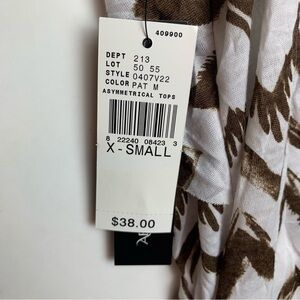 409900
DEPT 213
LOT 50 55
STYLE 0407V22
COLOR PAT M
ASYMMETRICAL TOPS
8 22240 08423 3
X-SMALL
$38.00